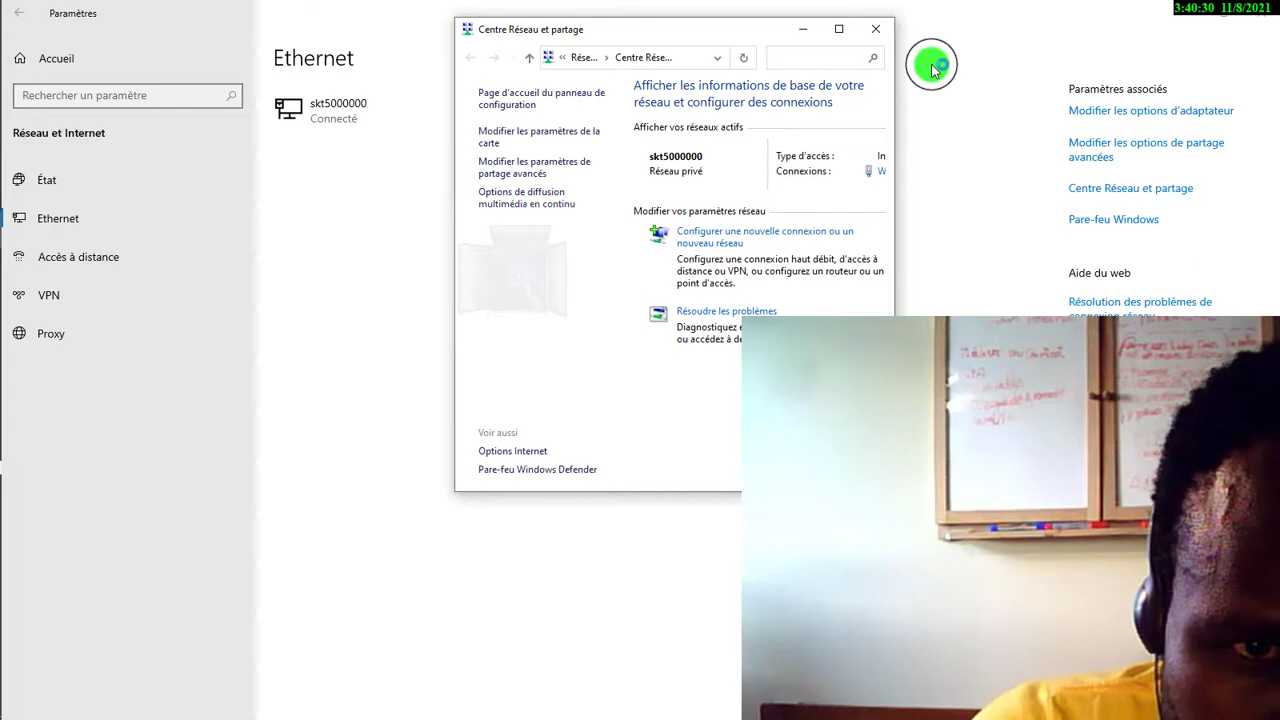 3:40:30 11/8/2021
Paramètres
Accueil
Rechercher un paramètre
Réseau et Internet
État
Ethernet
Accès à distance
VPN
Proxy
Ethernet
skt5000000
Connecté
Centre Réseau et partage
« Rése... › Centre Rése...
Page d'accueil du panneau de
configuration
Modifier les paramètres de la
carte
Modifier les paramètres de
partage avancés
Options de diffusion
multimédia en continu
Voir aussi
Options Internet
Pare-feu Windows Defender
Afficher les informations de base de votre
réseau et configurer des connexions
Afficher vos réseaux actifs
skt5000000
Réseau privé
Type d'accès : In
Connexions : W
Modifier vos paramètres réseau
Configurer une nouvelle connexion ou un
nouveau réseau
Configurez une connexion haut débit, d'accès à
distance ou VPN, ou configurez un routeur ou un
point d'accès.
Résoudre les problèmes
Diagnostiquez e
ou accédez à de
Paramètres associés
Modifier les options d'adaptateur
Modifier les options de partage
avancées
Centre Réseau et partage
Pare-feu Windows
Aide du web
Résolution des problèmes de
connexion réseau